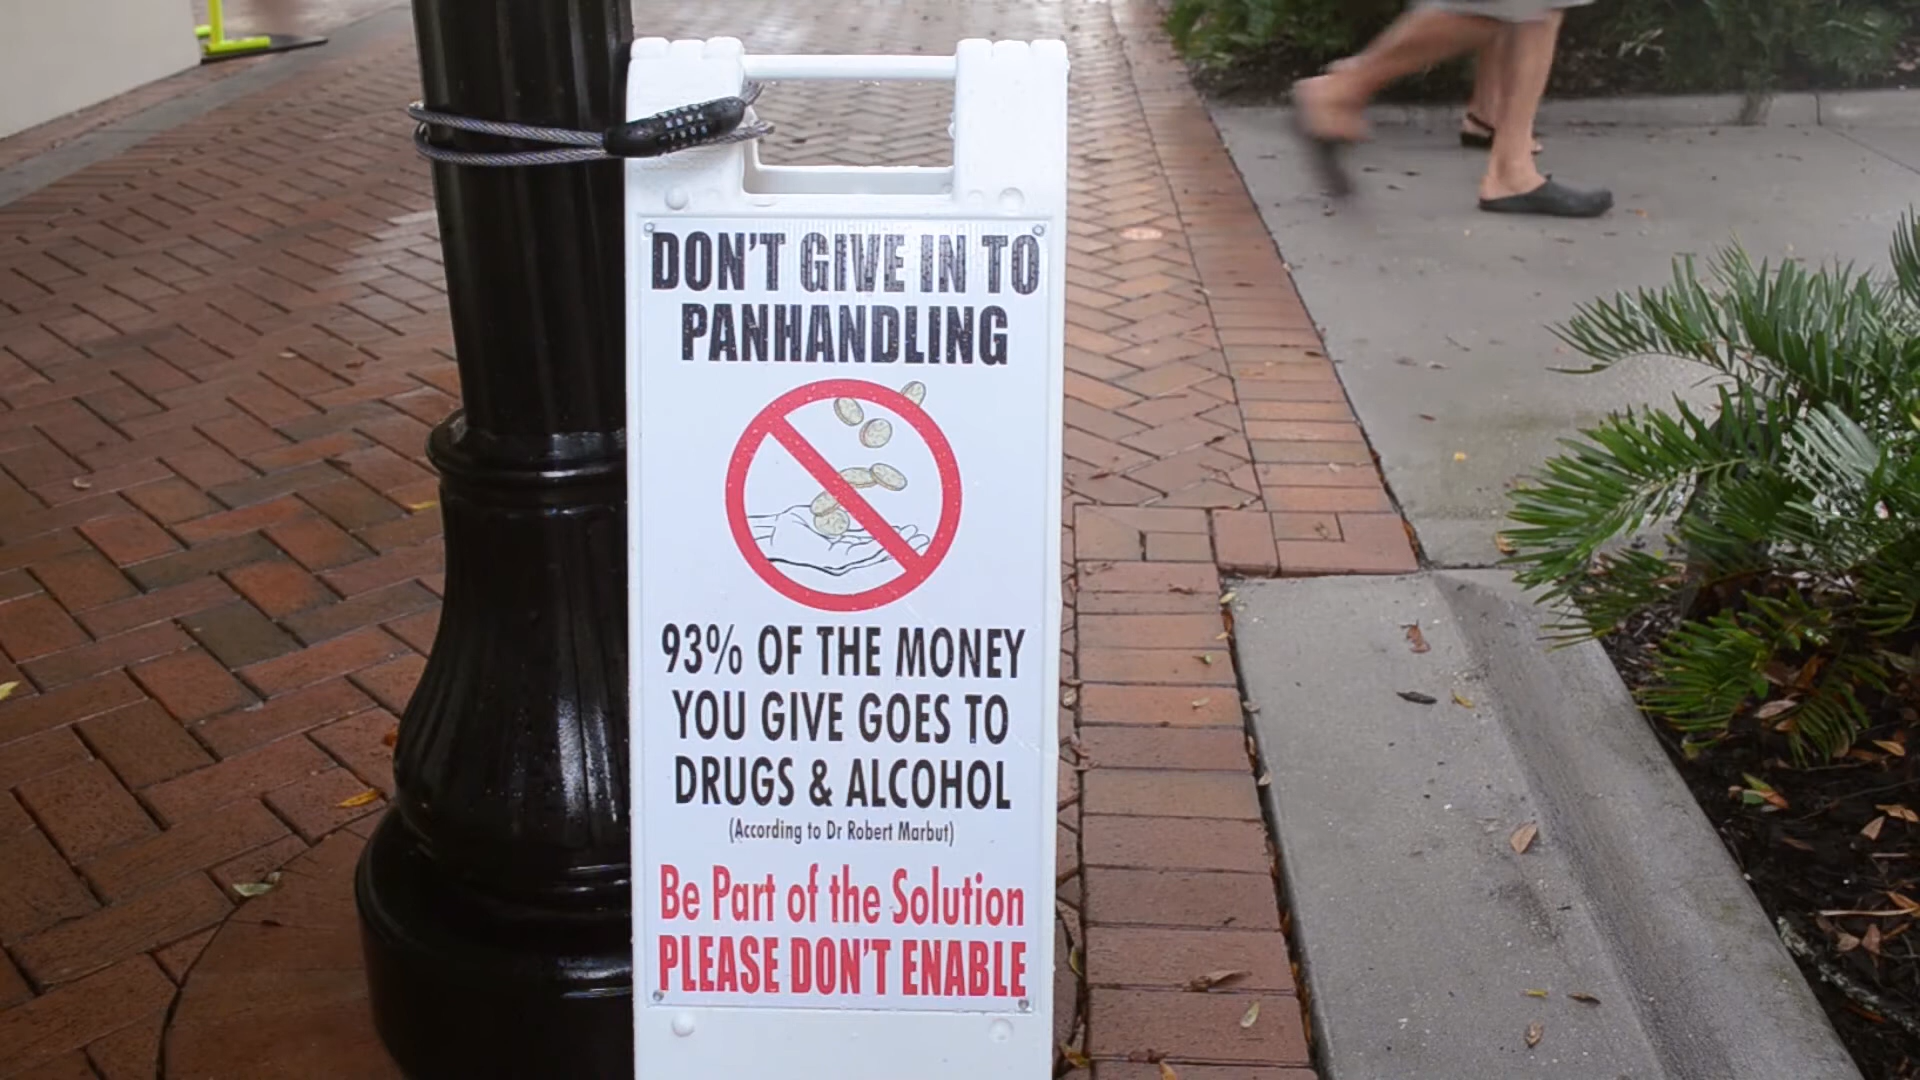 DON'T GIVE IN TO
PANHANDLING
93% OF THE MONEY
YOU GIVE GOES TO
DRUGS & ALCOHOL
(According to Dr Robert Marbut)
Be Part of the Solution
PLEASE DON'T ENABLE